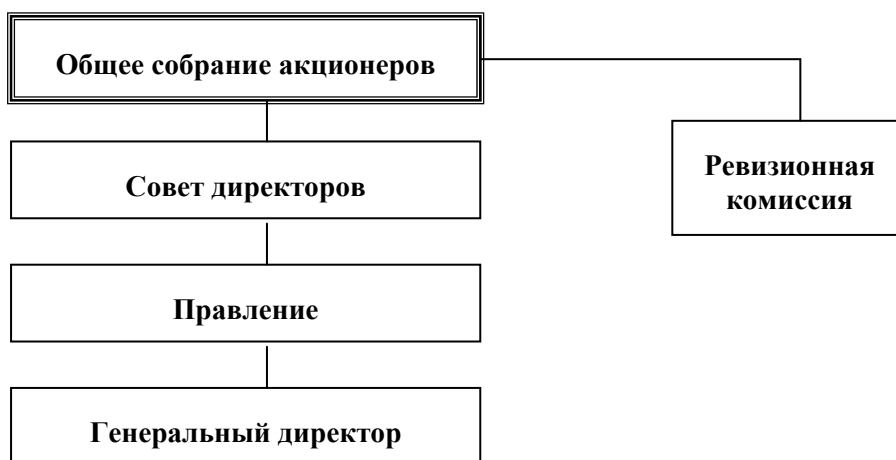 Общее собрание акционеров
Совет директоров
Ревизионная
комиссия
Правление
Генеральный директор